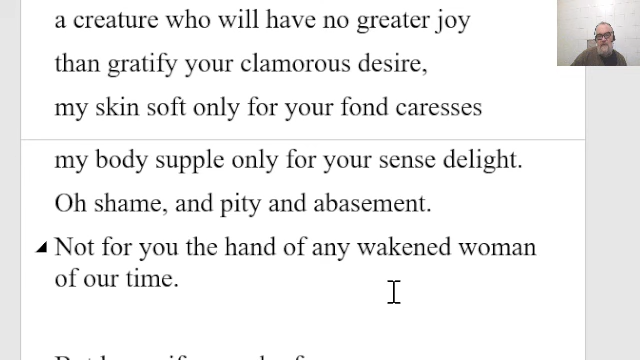 a creature who will have no greater joy
than gratify your clamorous desire,
my skin soft only for your fond caresses
my body supple only for your sense delight.
Oh shame, and pity and abasement.
Not for you the hand of any wakened woman
of our time.